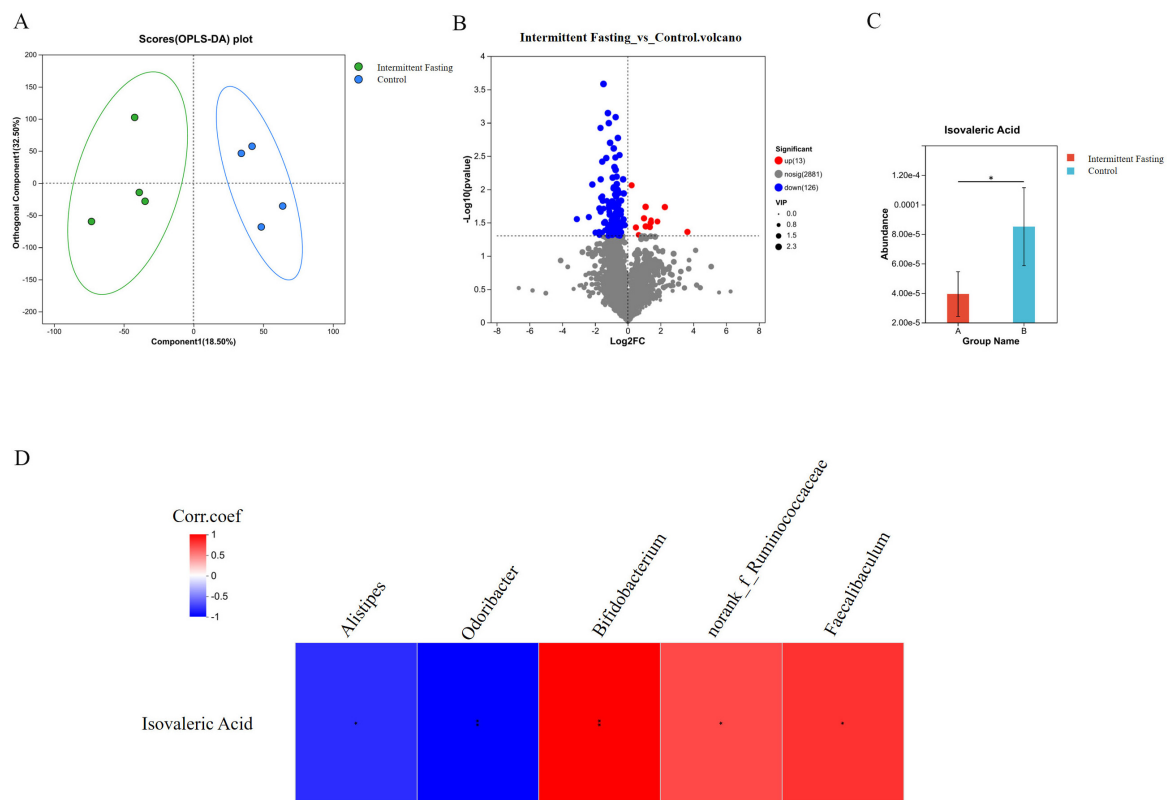 A
Scores(OPLS-DA) plot
Orthogonal Component1(32.50%)
200
150
100
50
0
-50
-100
-150
-200
-100
-50
0
50
100
Component1(18.50%)
Intermittent Fasting
Control
B
Intermittent Fasting_vs_Control.volcano
-Log10(pvalue)
4
3.5
3
2.5
2
1.5
1
0.5
0
-8
-6
-4
-2
0
2
4
6
8
Log2FC
Significant
up(13)
nosig(2881)
down(126)
VIP
0.0
0.8
1.5
2.3
C
Isovaleric Acid
Abundance
1.20e-4
0.0001
8.00e-5
6.00e-5
4.00e-5
2.00e-5
*
A
B
Group Name
Intermittent Fasting
Control
D
Corr.coef
1
0.5
0
-0.5
-1
Alistipes
Odoribacter
Bifidobacterium
norank_f_Ruminococcaceae
Faecalibaculum
Isovaleric Acid
*
**
**
*
*